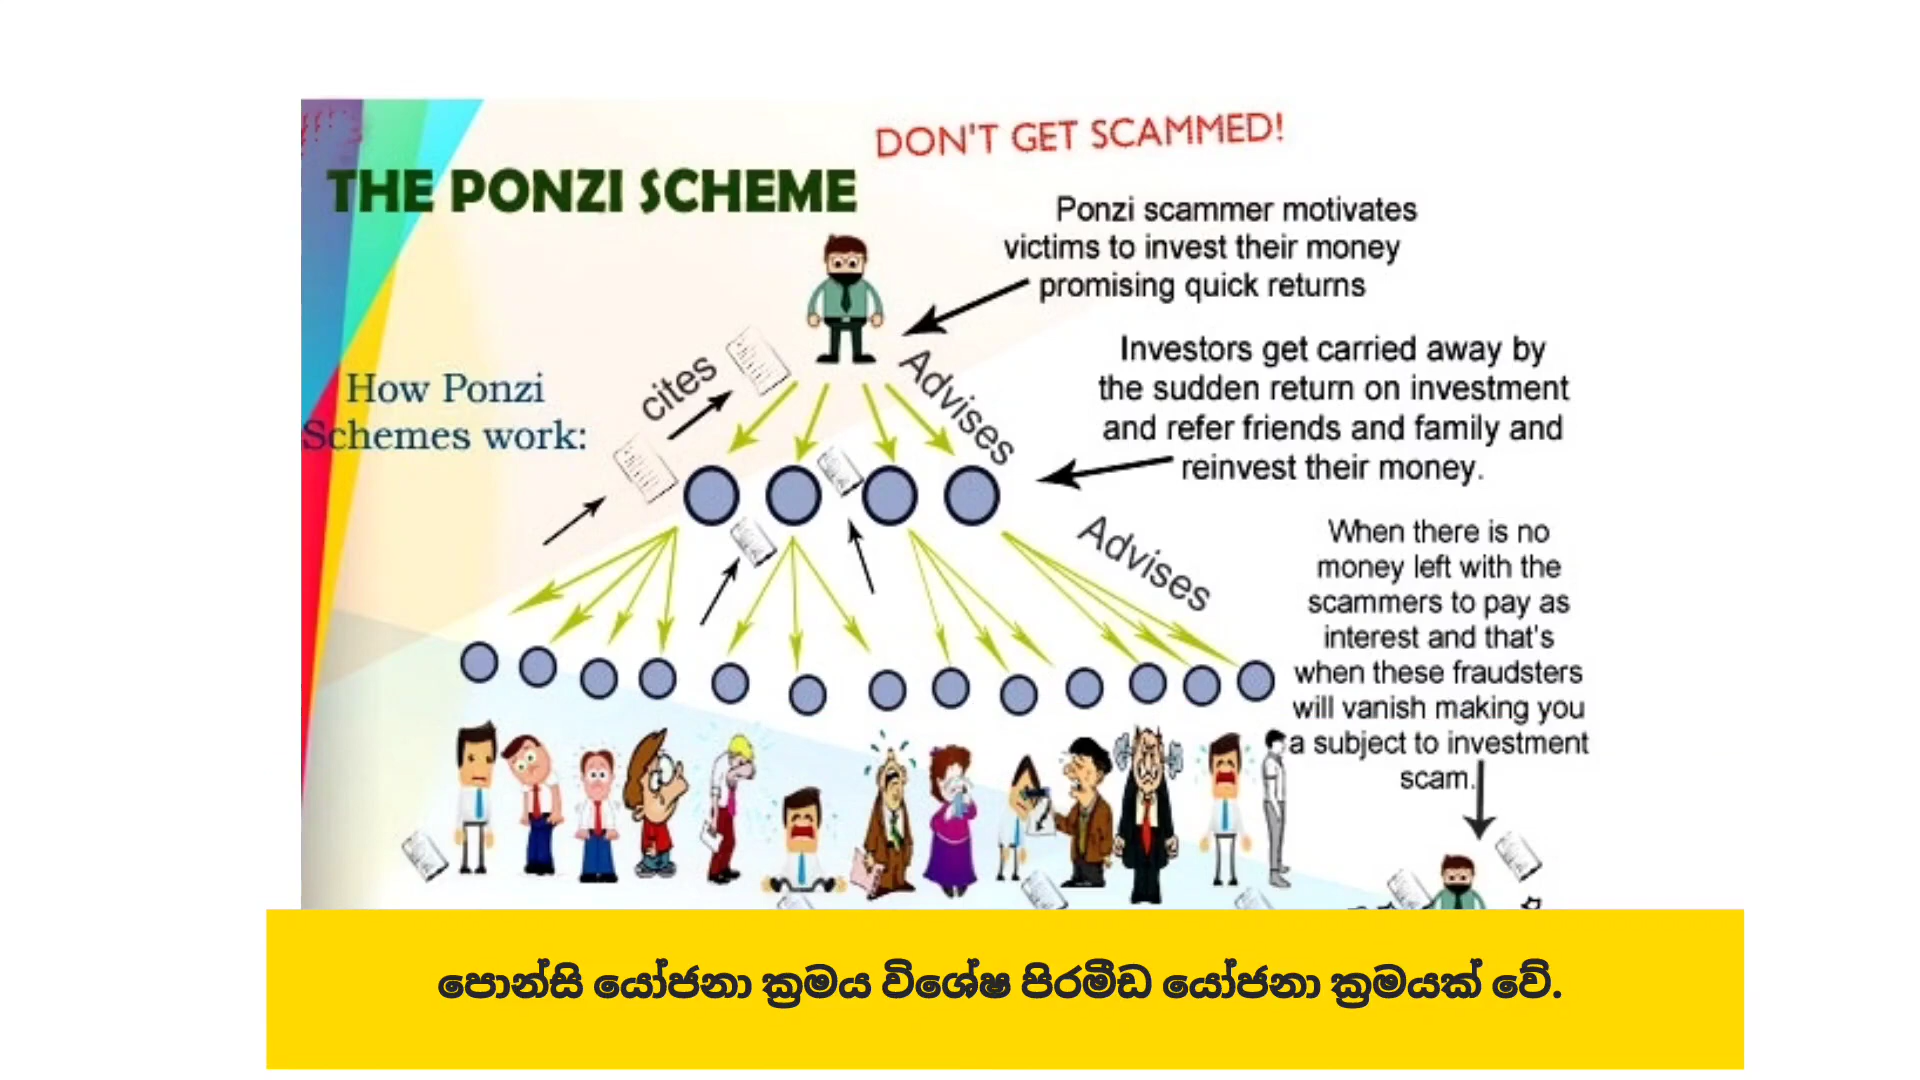 DON'T GET SCAMMED!
THE PONZI SCHEME
Ponzi scammer motivates
victims to invest their money
promising quick returns
How Ponzi
Schemes work:
cites
Advises
Investors get carried away by
the sudden return on investment
and refer friends and family and
reinvest their money.
Advises
When there is no
money left with the
scammers to pay as
interest and that's
when these fraudsters
will vanish making you
a subject to investment
scam.
පොන්සි යෝජනා ක්‍රමය විශේෂ පිරමීඩ යෝජනා ක්‍රමයක් වේ.